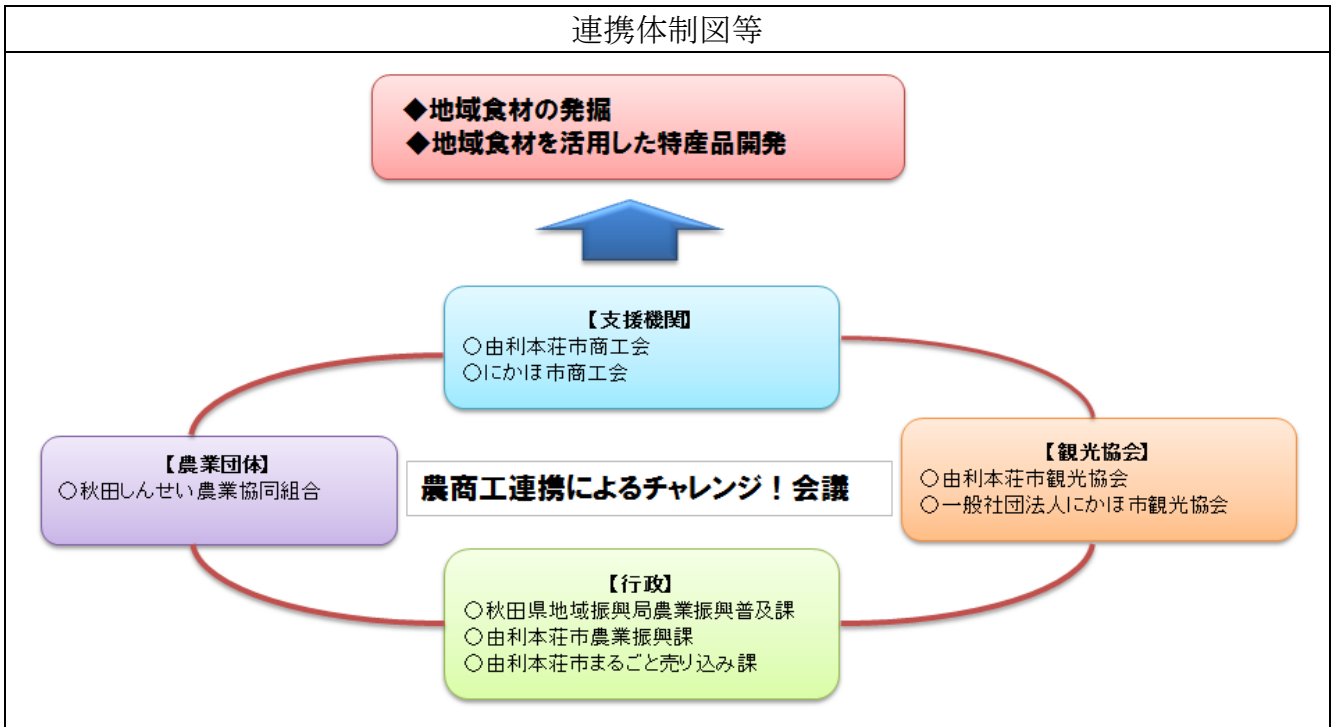 連携体制図等
◆地域食材の発掘
◆地域食材を活用した特産品開発
【支援機関】
○由利本荘市商工会
○にかほ市商工会
【農業団体】
○秋田しんせい農業協同組合
農商工連携によるチャレンジ!会議
【観光協会】
○由利本荘市観光協会
○一般社団法人にかほ市観光協会
【行政】
○秋田県地域振興局農業振興普及課
○由利本荘市農業振興課
○由利本荘市まるごと売り込み課